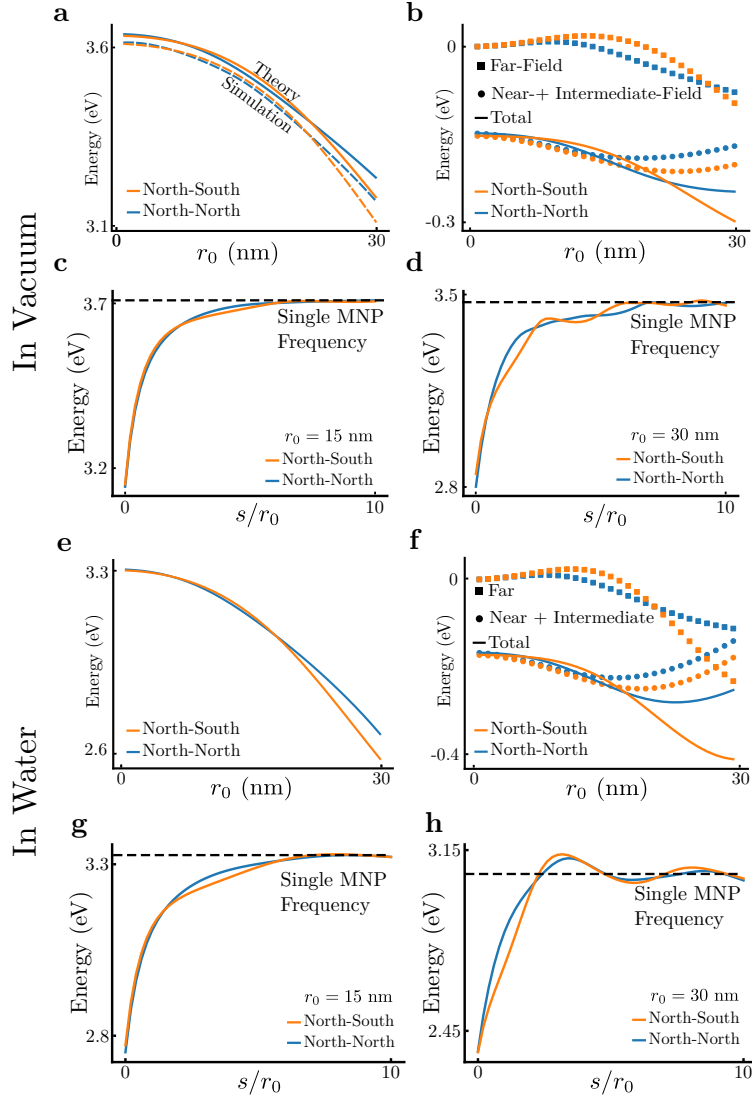 In Vacuum
a
Energy (eV)
3.6
3.1
Theory
Simulation
North-South
North-North
0
30
r₀ (nm)
b
Energy (eV)
0
-0.3
Far-Field
Near-+ Intermediate-Field
Total
North-South
North-North
0
30
r₀ (nm)
c
Energy (eV)
3.7
3.2
Single MNP
Frequency
r₀ = 15 nm
North-South
North-North
0
10
s/r₀
d
Energy (eV)
3.5
2.8
Single MNP
Frequency
r₀ = 30 nm
North-South
North-North
0
10
s/r₀
In Water
e
Energy (eV)
3.3
2.6
North-South
North-North
0
30
r₀ (nm)
f
Energy (eV)
0
-0.4
Far
Near + Intermediate
Total
North-South
North-North
0
30
r₀ (nm)
g
Energy (eV)
3.3
2.8
Single MNP
Frequency
r₀ = 15 nm
North-South
North-North
0
10
s/r₀
h
Energy (eV)
3.15
2.45
Single MNP
Frequency
r₀ = 30 nm
North-South
North-North
0
10
s/r₀